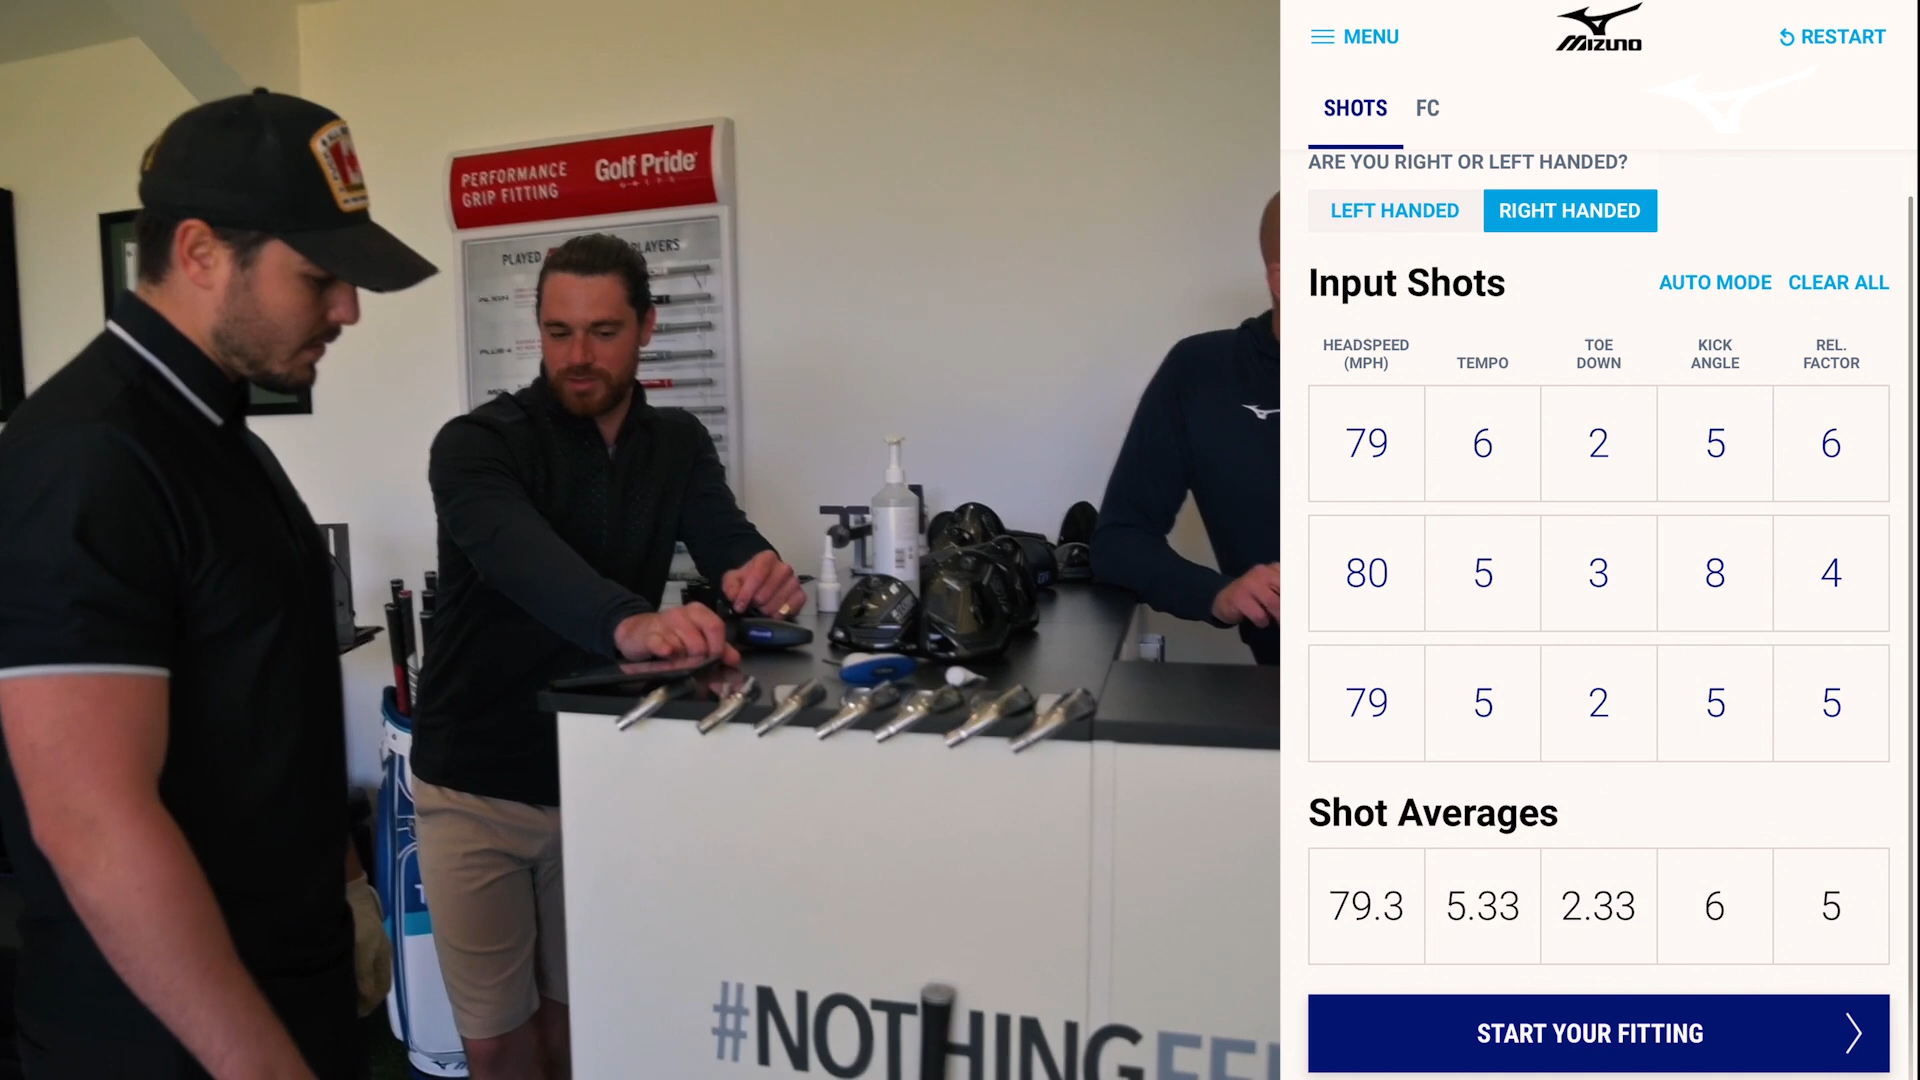 PERFORMANCE
GRIP FITTING
Golf Pride
PLAYED
PLAYERS
ALIGN
PLUS4
#NOTHINGFE
MENU
MIZUNO
RESTART
SHOTS FC
ARE YOU RIGHT OR LEFT HANDED?
LEFT HANDED RIGHT HANDED
Input Shots
AUTO MODE CLEAR ALL
HEADSPEED (MPH) TEMPO TOE DOWN KICK ANGLE REL. FACTOR
79 6 2 5 6
80 5 3 8 4
79 5 2 5 5
Shot Averages
79.3 5.33 2.33 6 5
START YOUR FITTING